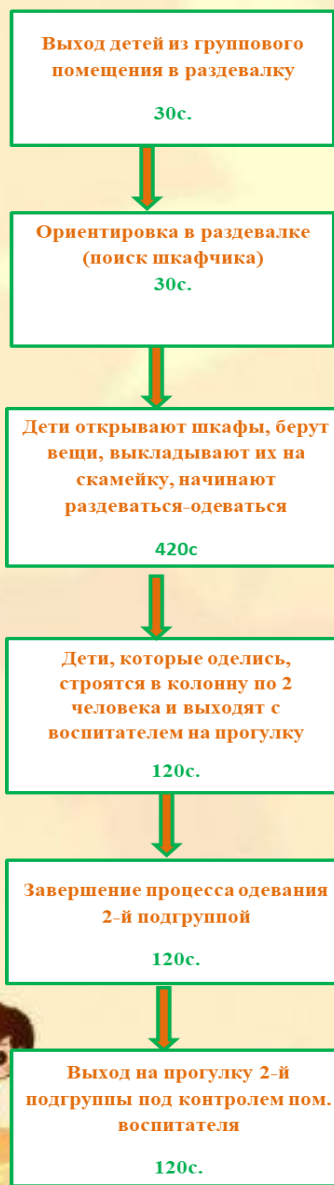 Выход детей из группового
помещения в раздевалку
30с.
Ориентировка в раздевалке
(поиск шкафчика)
30с.
Дети открывают шкафы, берут
вещи, выкладывают их на
скамейку, начинают
раздеваться-одеваться
420с
Дети, которые оделись,
строятся в колонну по 2
человека и выходят с
воспитателем на прогулку
120с.
Завершение процесса одевания
2-й подгруппой
120с.
Выход на прогулку 2-й
подгруппы под контролем пом.
воспитателя
120с.